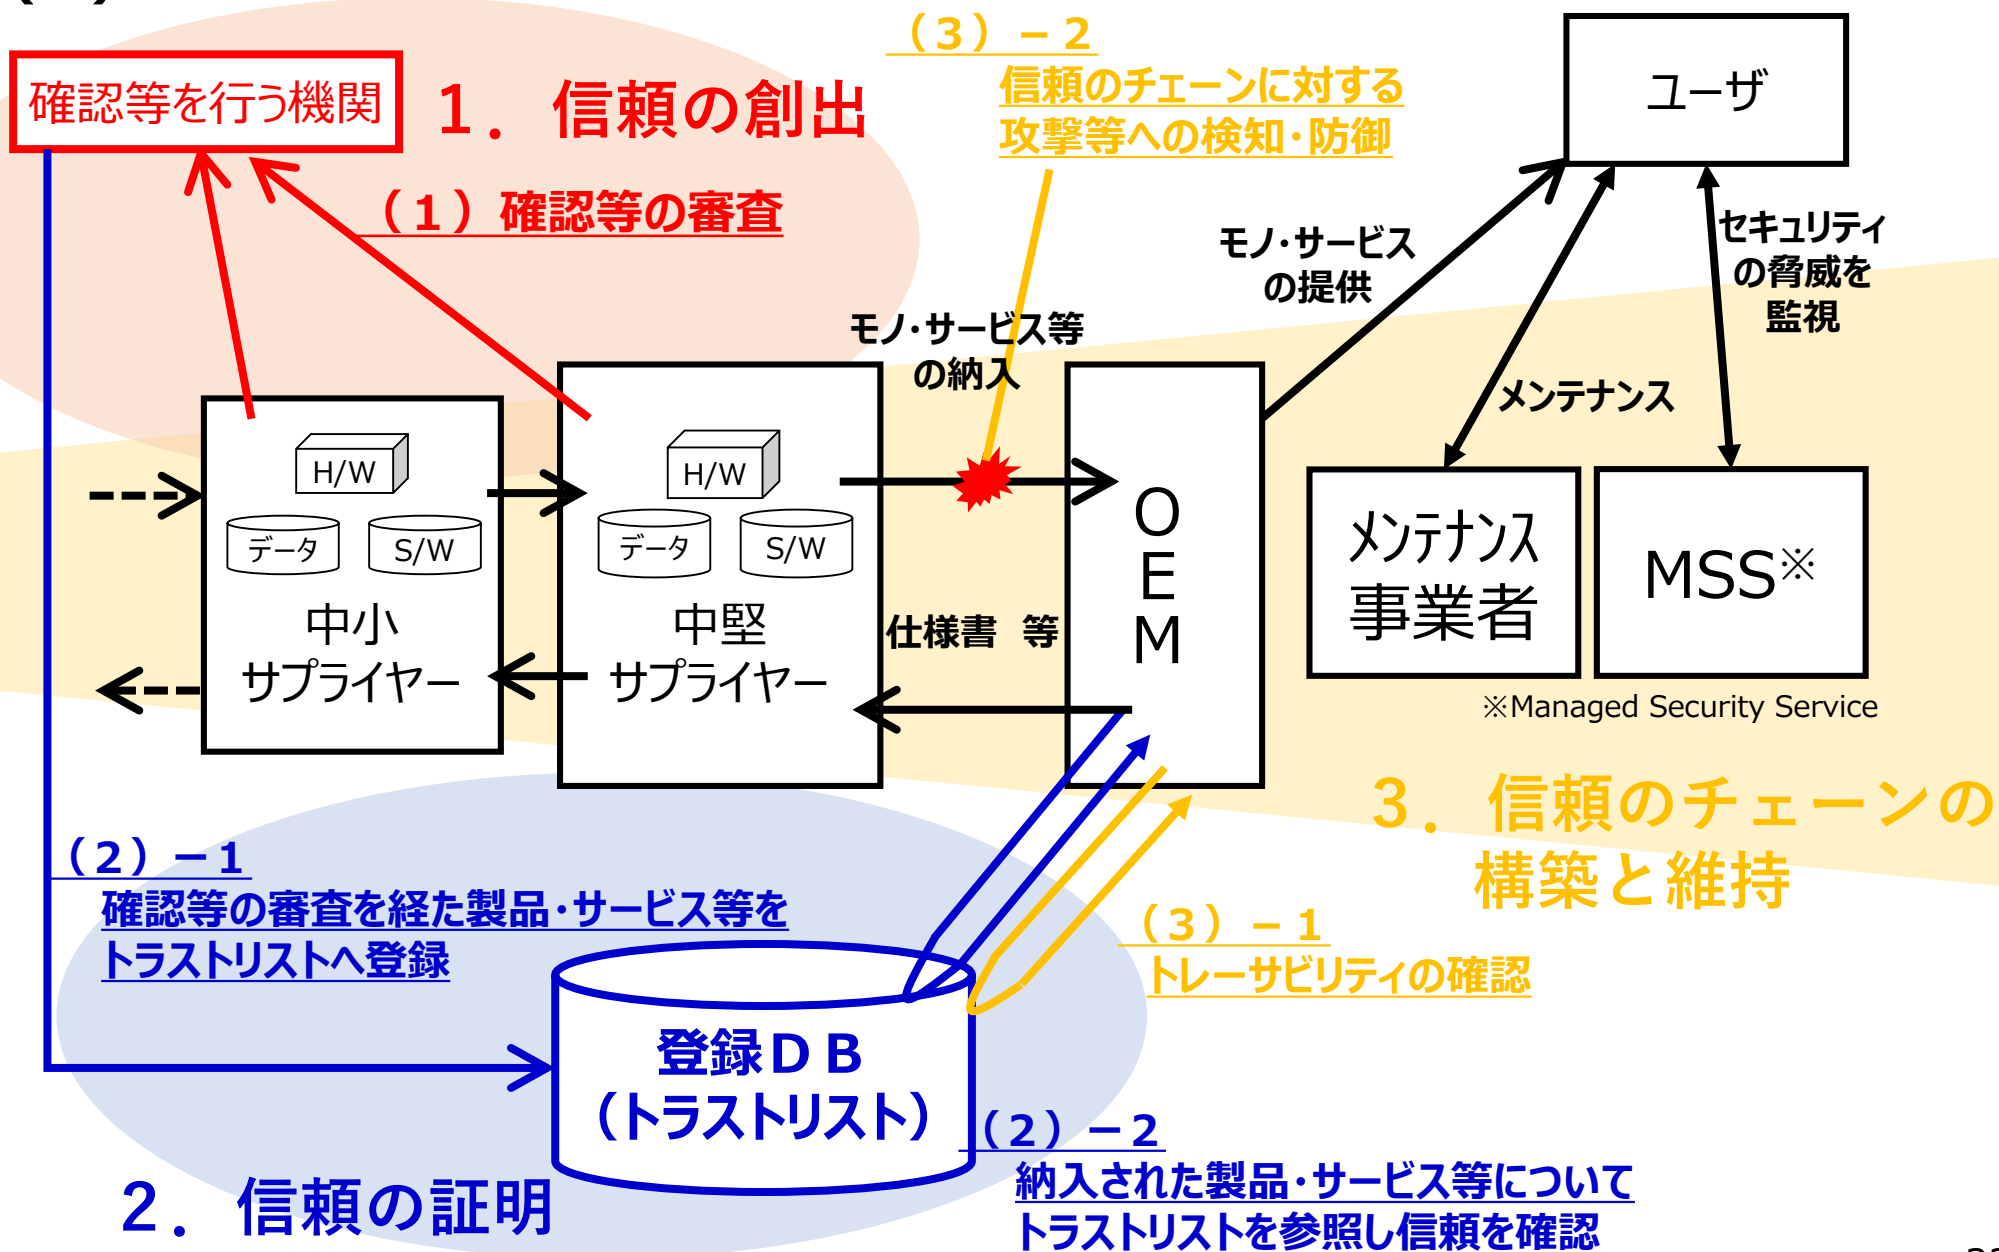 確認等を行う機関
１．信頼の創出
（１）確認等の審査
（３）－２
信頼のチェーンに対する
攻撃等への検知・防御
ユーザ
モノ・サービス
の提供
セキュリティ
の脅威を
監視
モノ・サービス等
の納入
メンテナンス
H/W
データ
S/W
中小
サプライヤー
H/W
データ
S/W
中堅
サプライヤー
仕様書　等
O
E
M
メンテナンス
事業者
MSS※
※Managed Security Service
３．信頼のチェーンの
構築と維持
（２）－１
確認等の審査を経た製品・サービス等を
トラストリストへ登録
（３）－１
トレーサビリティの確認
登録ＤＢ
（トラストリスト）
（２）－２
納入された製品・サービス等について
トラストリストを参照し信頼を確認
２．信頼の証明